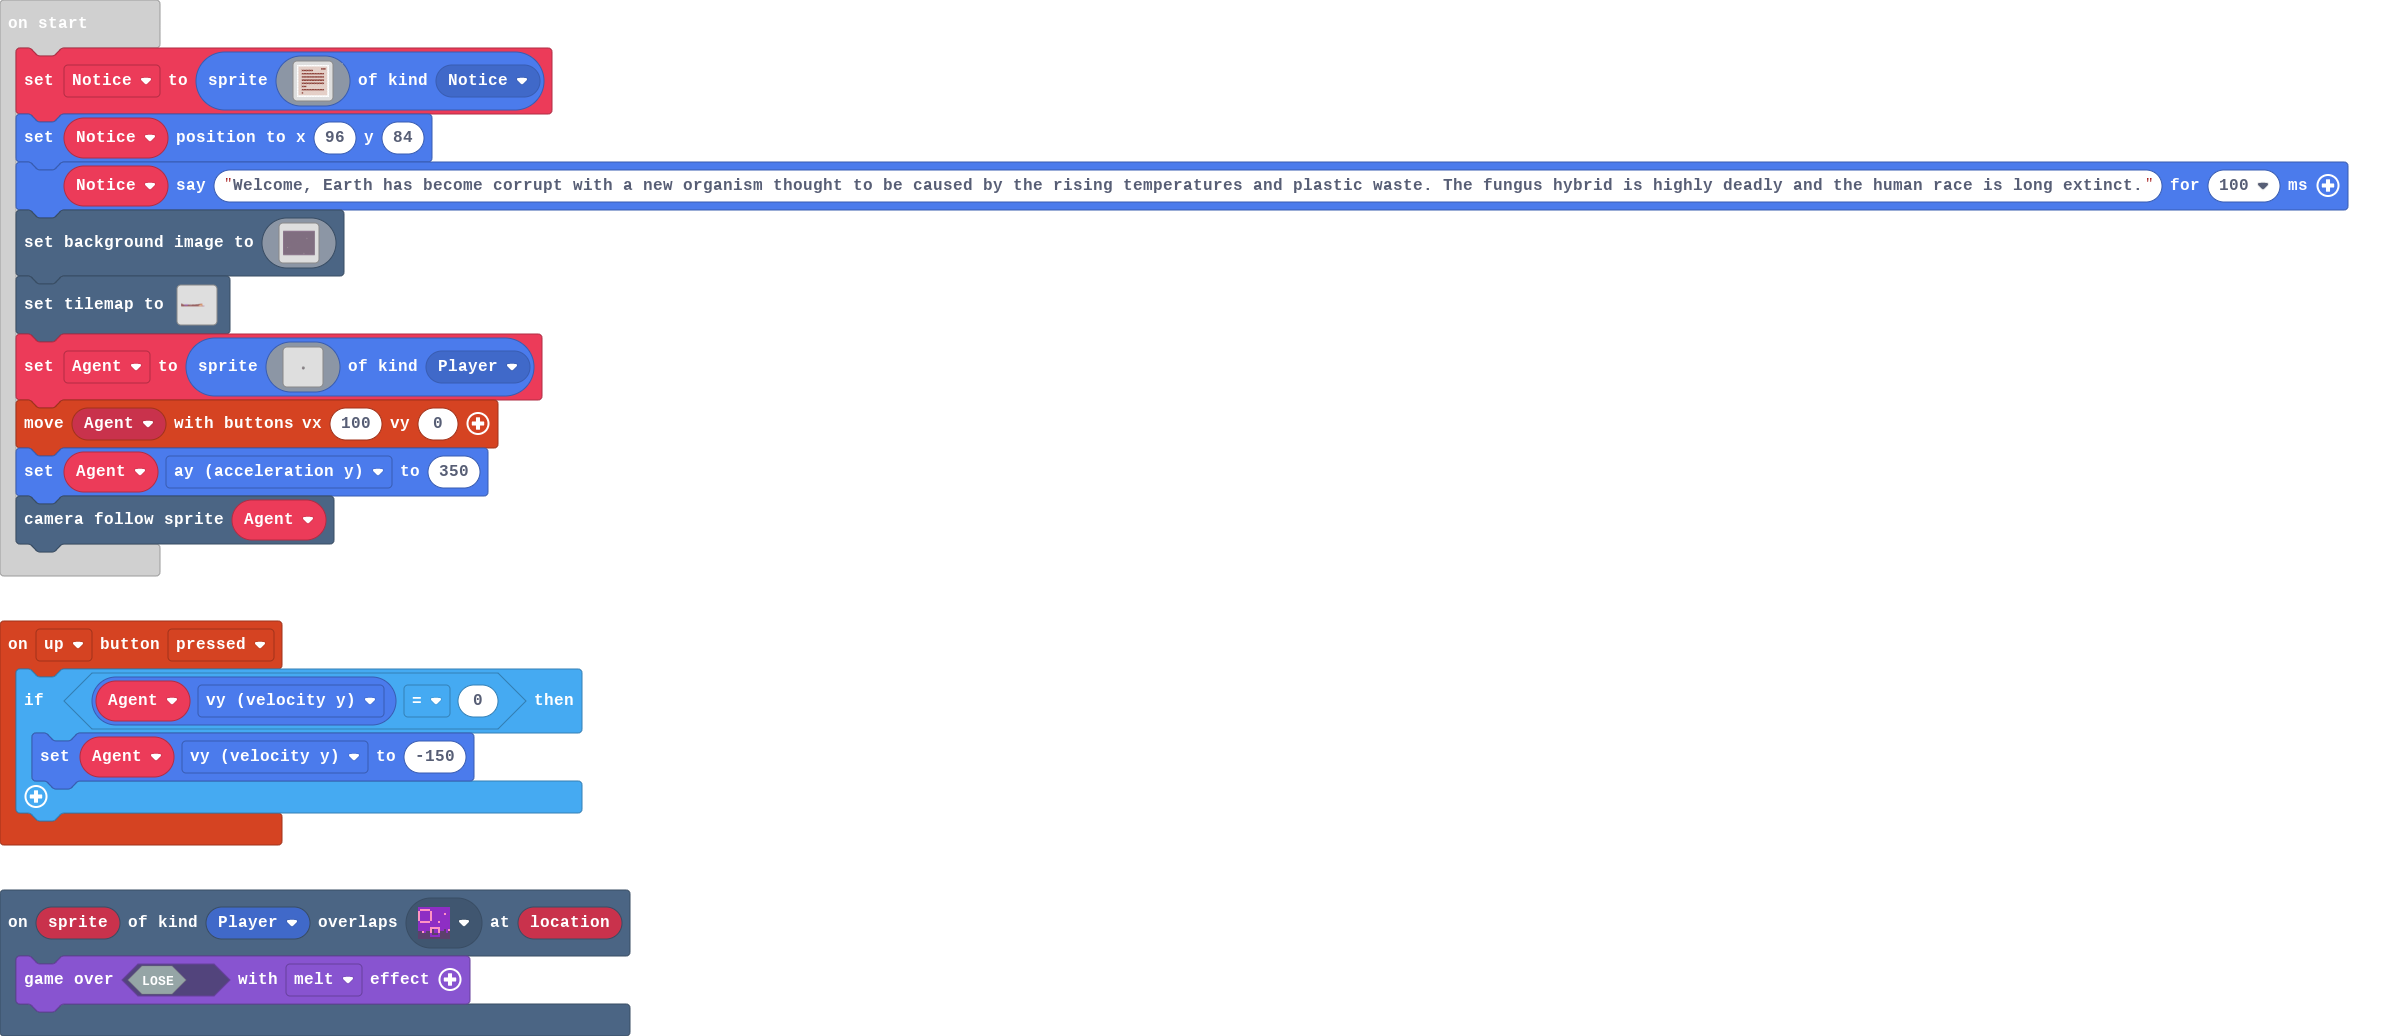 on start
set Notice to sprite of kind Notice
set Notice position to x 96 y 84
Notice say "Welcome, Earth has become corrupt with a new organism thought to be caused by the rising temperatures and plastic waste. The fungus hybrid is highly deadly and the human race is long extinct." for 100 ms
set background image to
set tilemap to
set Agent to sprite of kind Player
move Agent with buttons vx 100 vy 0
set Agent ay (acceleration y) to 350
camera follow sprite Agent
on up button pressed
if Agent vy (velocity y) = 0 then
set Agent vy (velocity y) to -150
on sprite of kind Player overlaps at location
game over LOSE with melt effect